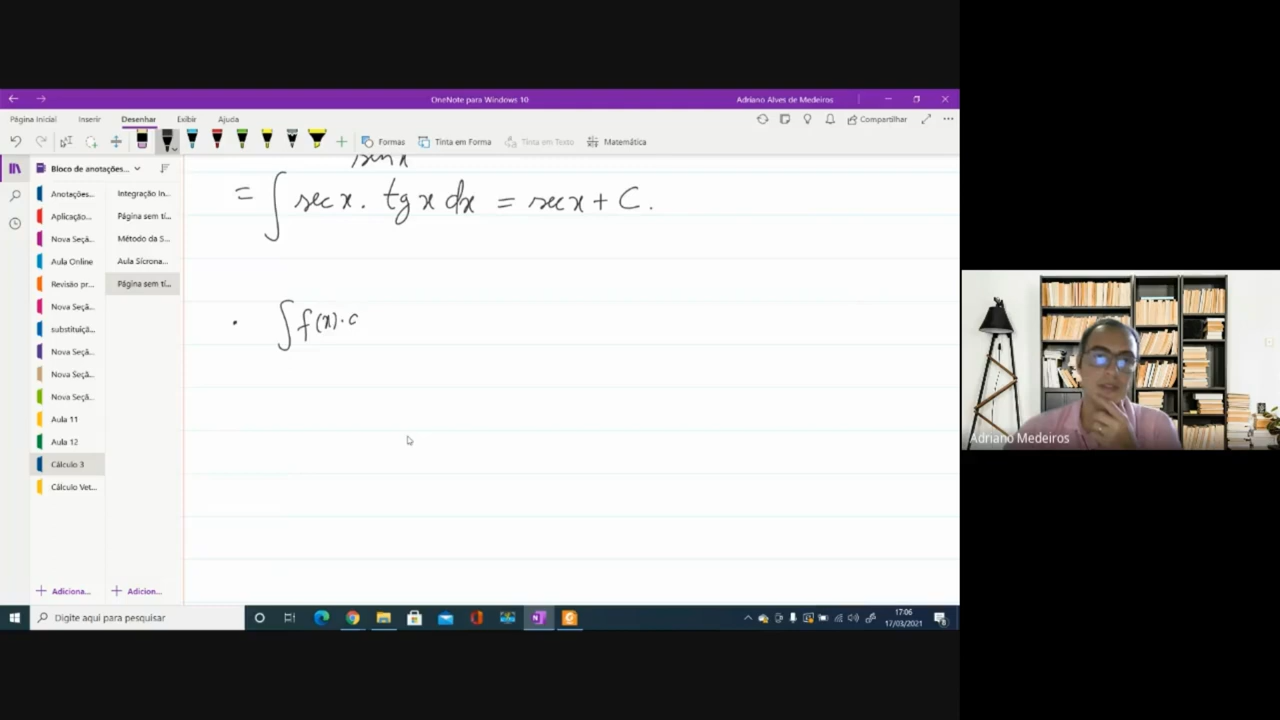 OneNote para Windows 10
Adriano Alves de Medeiros
Página Inicial Inserir Desenhar Exibir Ajuda
Compartilhar
Formas Tinta em Forma Tinta em Texto Matemática
Bloco de anotações...
Anotações...
Aplicação...
Nova Seçã...
Aula Online
Revisão pr...
Nova Seçã...
substituiçã...
Nova Seçã...
Nova Seçã...
Nova Seçã...
Aula 11
Aula 12
Cálculo 3
Cálculo Vet...
Adiciona...
Integração In...
Página sem tí...
Método da S...
Aula Síncrona...
Página sem tí...
Adicion...
sen x
= ∫ sec x . tg x dx = sec x + C .
· ∫ f(x) · c
Adriano Medeiros
Digite aqui para pesquisar
17:06
17/03/2021